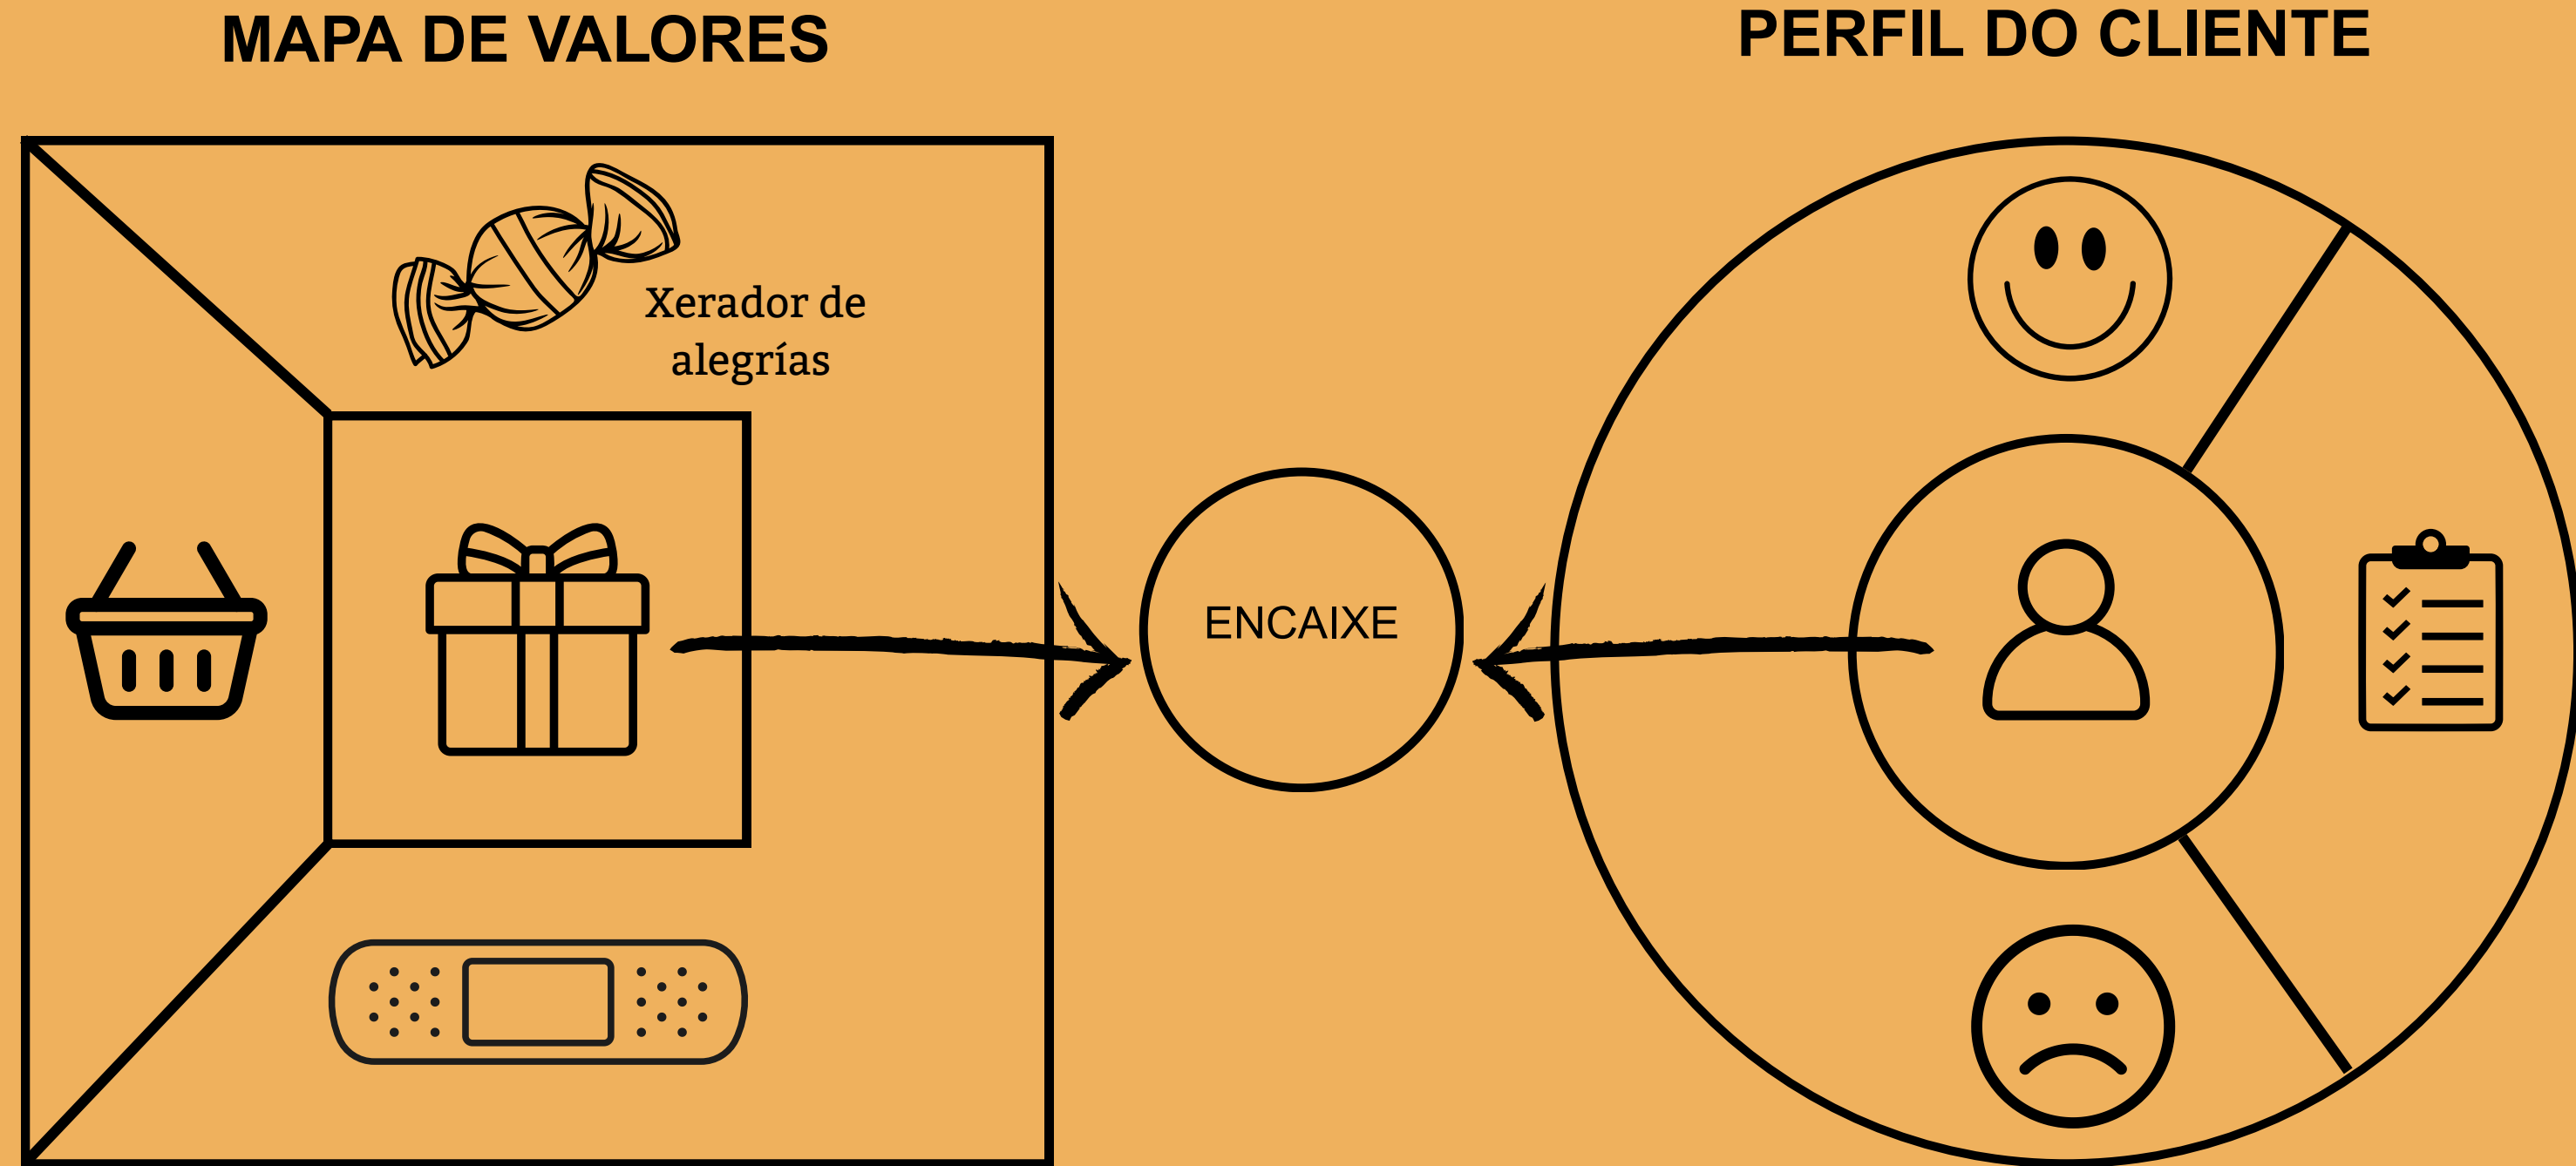 MAPA DE VALORES
PERFIL DO CLIENTE
Xerador de
alegrías
ENCAIXE